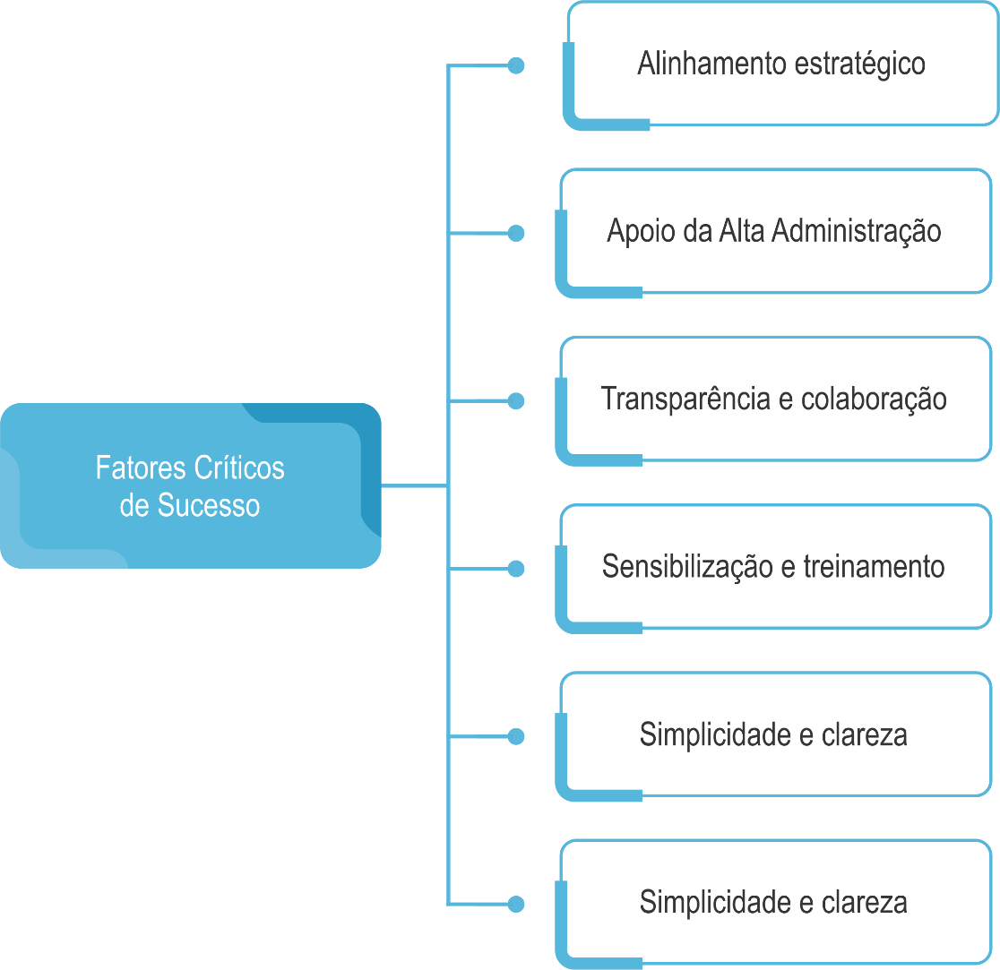 Alinhamento estratégico
Apoio da Alta Administração
Transparência e colaboração
Fatores Críticos
de Sucesso
Sensibilização e treinamento
Simplicidade e clareza
Simplicidade e clareza